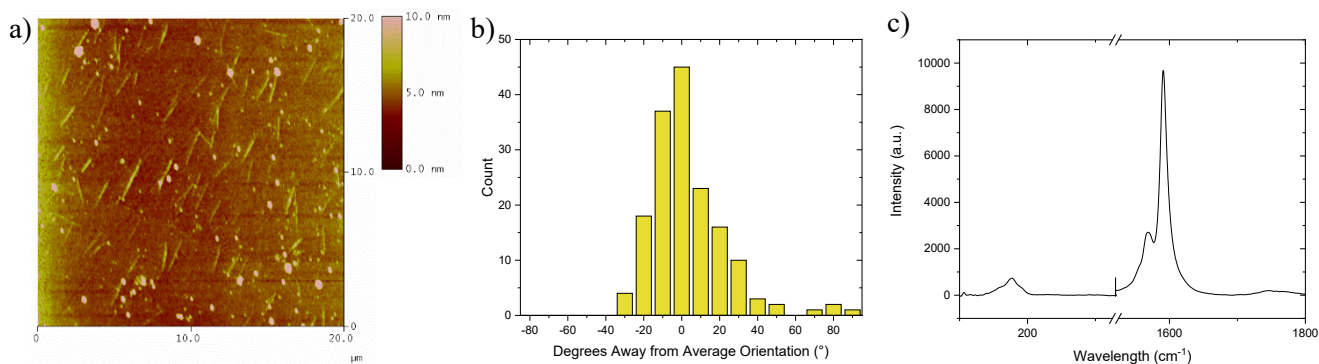 a)
20.0
10.0 nm
5.0 nm
0.0 nm
10.0
0
0
10.0
20.0
µm
b)
50
40
30
20
10
0
Count
-80 -60 -40 -20 0 20 40 60 80
Degrees Away from Average Orientation (°)
c)
10000
8000
6000
4000
2000
0
Intensity (a.u.)
200 1600 1800
Wavelength (cm-1)